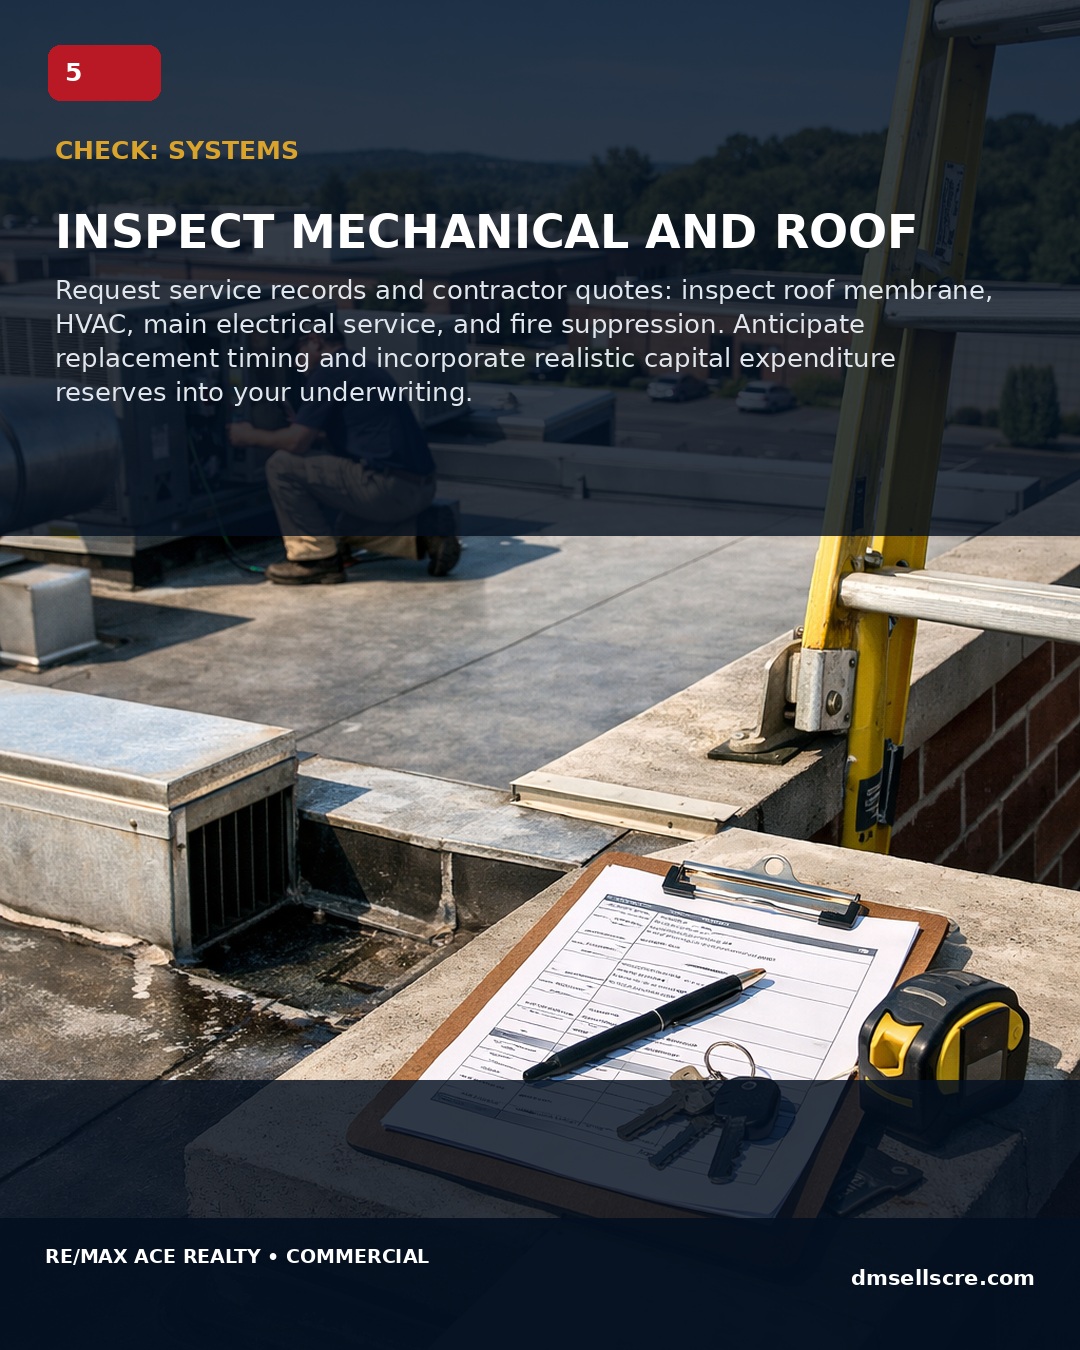 5
CHECK: SYSTEMS
INSPECT MECHANICAL AND ROOF
Request service records and contractor quotes: inspect roof membrane,
HVAC, main electrical service, and fire suppression. Anticipate
replacement timing and incorporate realistic capital expenditure
reserves into your underwriting.
RE/MAX ACE REALTY • COMMERCIAL
dmsellscre.com